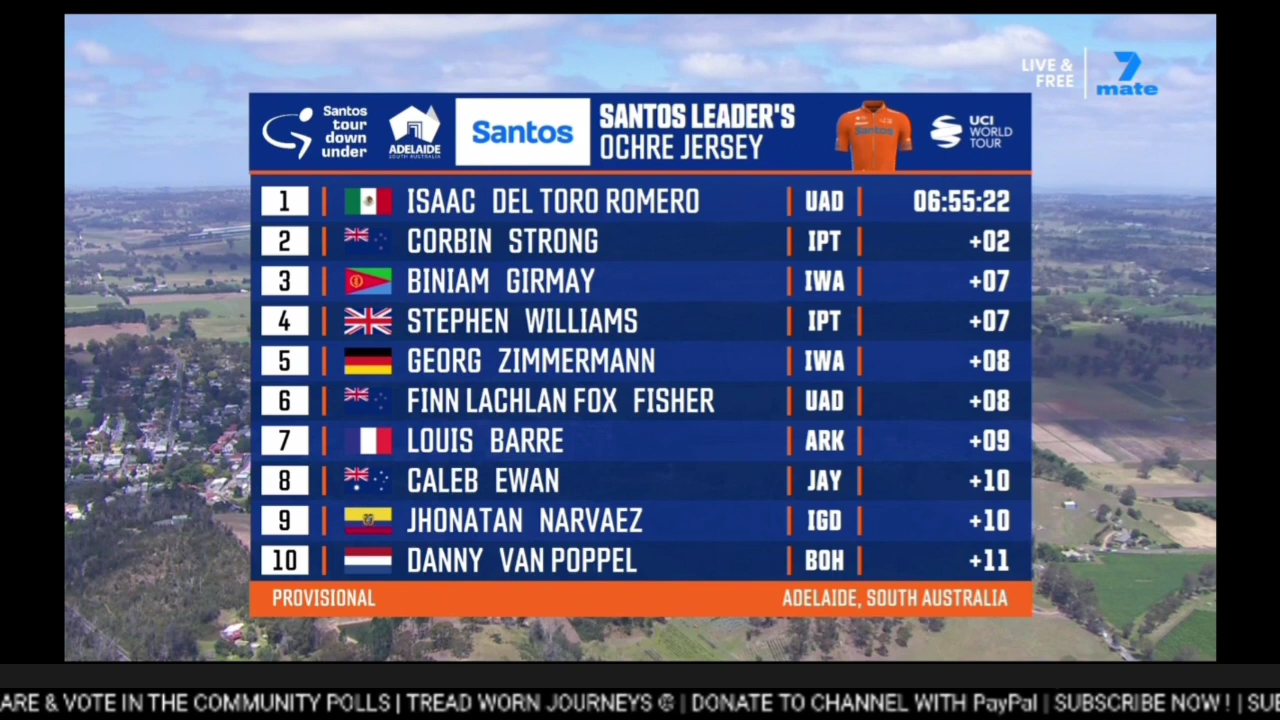 LIVE &
FREE
7
mate
Santos
tour
down
under
ADELAIDE
SOUTH AUSTRALIA
Santos
SANTOS LEADER'S
OCHRE JERSEY
Santos
UCI
WORLD
TOUR
1 ISAAC DEL TORO ROMERO UAD 06:55:22
2 CORBIN STRONG IPT +02
3 BINIAM GIRMAY IWA +07
4 STEPHEN WILLIAMS IPT +07
5 GEORG ZIMMERMANN IWA +08
6 FINN LACHLAN FOX FISHER UAD +08
7 LOUIS BARRE ARK +09
8 CALEB EWAN JAY +10
9 JHONATAN NARVAEZ IGD +10
10 DANNY VAN POPPEL BOH +11
PROVISIONAL ADELAIDE, SOUTH AUSTRALIA
ARE & VOTE IN THE COMMUNITY POLLS | TREAD WORN JOURNEYS © | DONATE TO CHANNEL WITH PayPal | SUBSCRIBE NOW ! | SUB